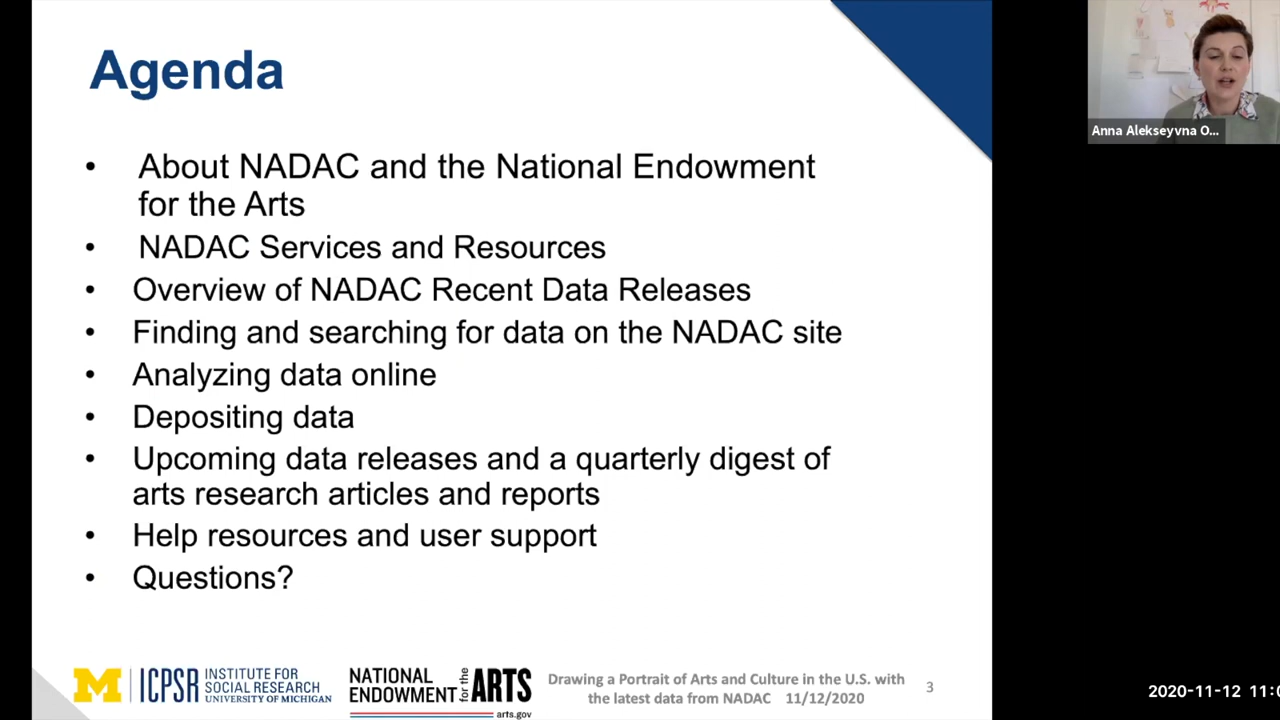 Agenda
• About NADAC and the National Endowment
for the Arts
• NADAC Services and Resources
• Overview of NADAC Recent Data Releases
• Finding and searching for data on the NADAC site
• Analyzing data online
• Depositing data
• Upcoming data releases and a quarterly digest of
arts research articles and reports
• Help resources and user support
• Questions?
M ICPSR INSTITUTE FOR
SOCIAL RESEARCH
UNIVERSITY OF MICHIGAN
NATIONAL
ENDOWMENT for the ARTS
arts.gov
Drawing a Portrait of Arts and Culture in the U.S. with
the latest data from NADAC 11/12/2020
3
Anna Alekseyvna O...
2020-11-12 11:0